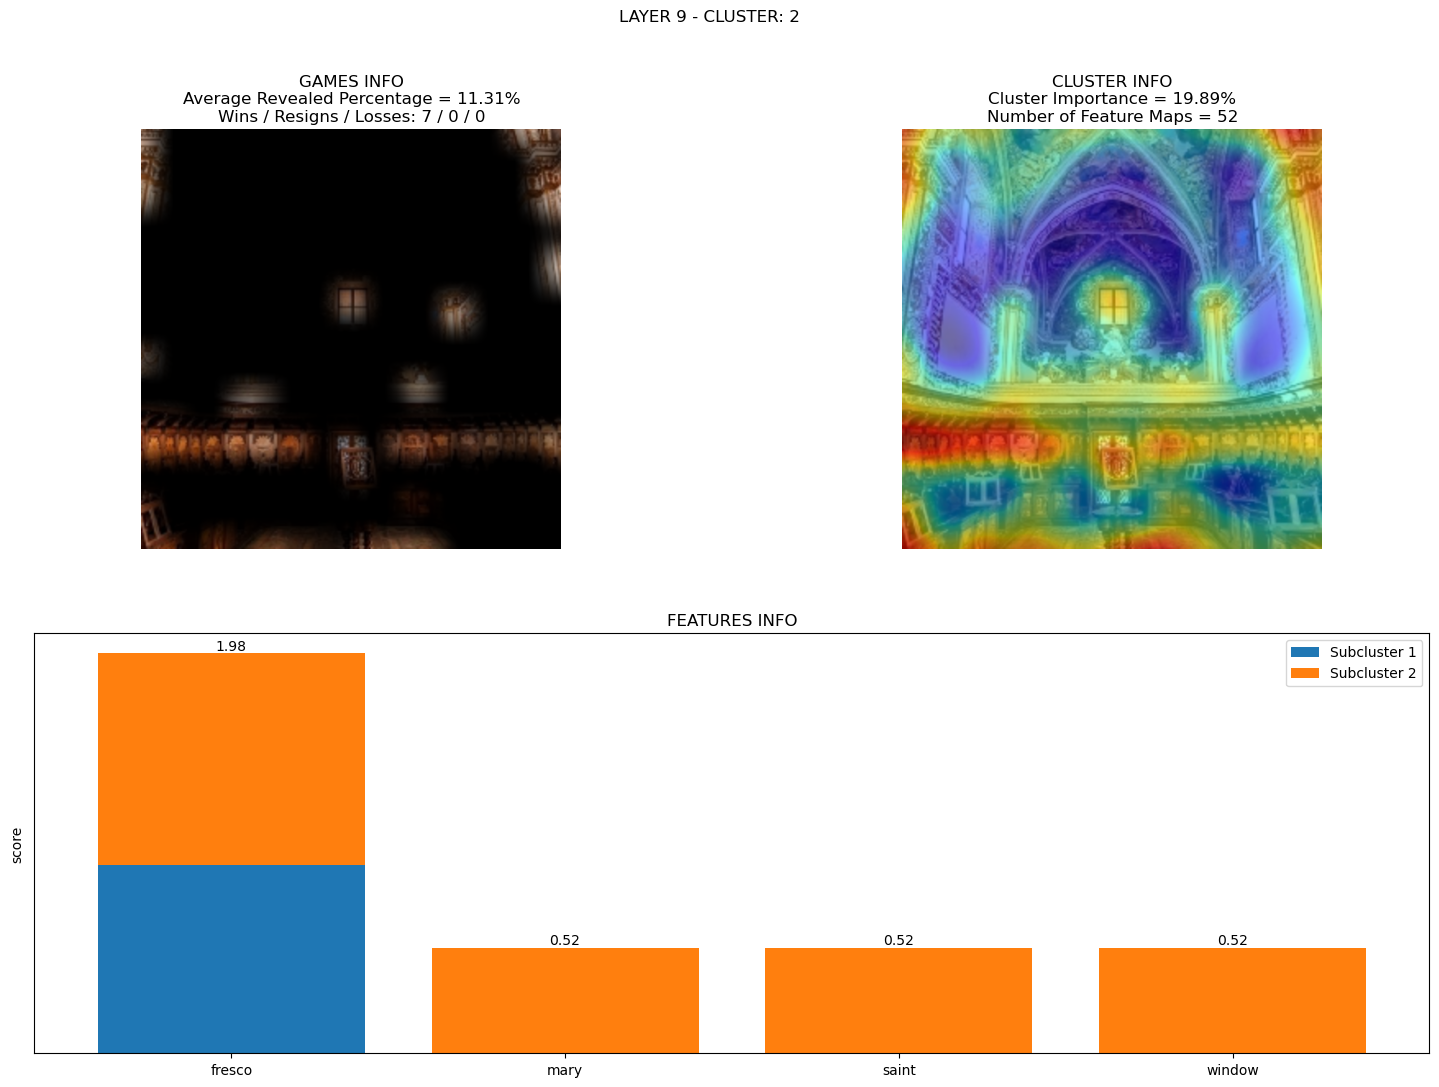 LAYER 9 - CLUSTER: 2
GAMES INFO
Average Revealed Percentage = 11.31%
Wins / Resigns / Losses: 7 / 0 / 0
CLUSTER INFO
Cluster Importance = 19.89%
Number of Feature Maps = 52
FEATURES INFO
Subcluster 1
Subcluster 2
1.98
0.52
0.52
0.52
score
fresco
mary
saint
window